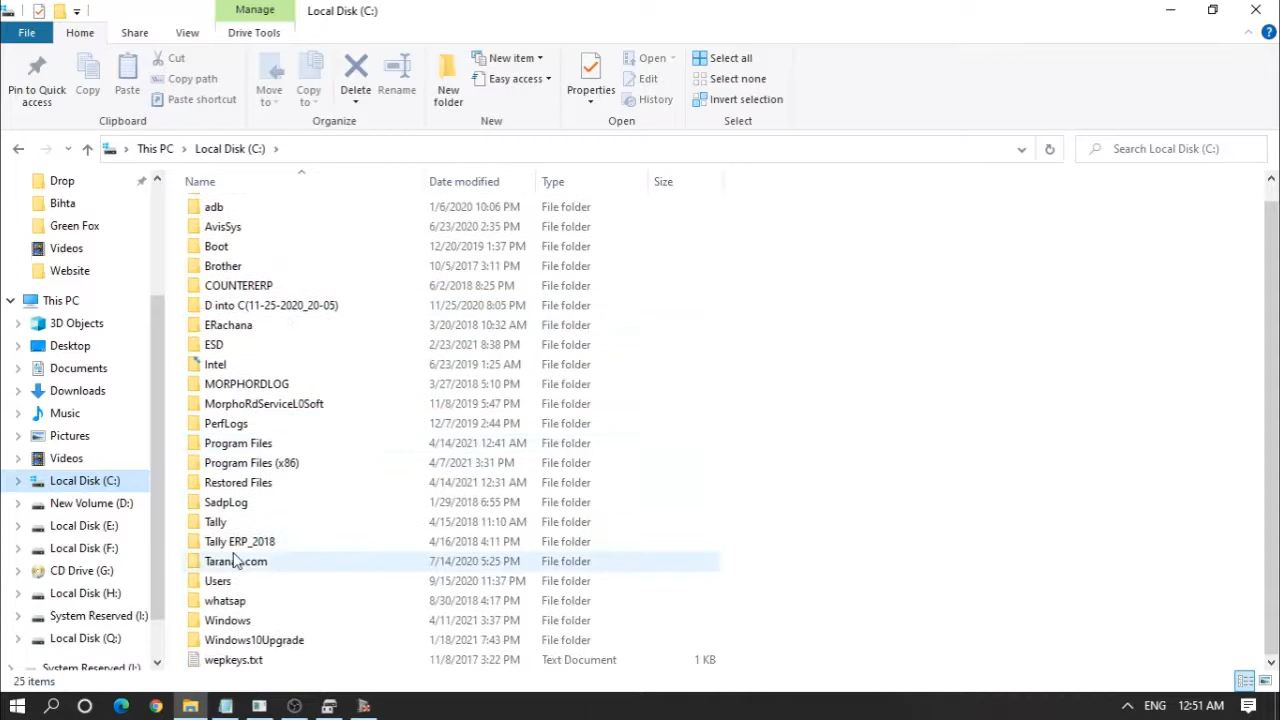 Manage
Local Disk (C:)
File
Home
Share
View
Drive Tools
Pin to Quick access
Copy
Paste
Cut
Copy path
Paste shortcut
Clipboard
Move to
Copy to
Delete
Rename
Organize
New folder
New item
Easy access
New
Properties
Open
Edit
History
Open
Select all
Select none
Invert selection
Select
This PC
Local Disk (C:)
Search Local Disk (C:)
Drop
Bihta
Green Fox
Videos
Website
This PC
3D Objects
Desktop
Documents
Downloads
Music
Pictures
Videos
Local Disk (C:)
New Volume (D:)
Local Disk (E:)
Local Disk (F:)
CD Drive (G:)
Local Disk (H:)
System Reserved (I:)
Local Disk (Q:)
System Reserved (I:)
Name Date modified Type Size
adb 1/6/2020 10:06 PM File folder
AvisSys 6/23/2020 2:35 PM File folder
Boot 12/20/2019 1:37 PM File folder
Brother 10/5/2017 3:11 PM File folder
COUNTERERP 6/2/2018 8:25 PM File folder
D into C(11-25-2020_20-05) 11/25/2020 8:05 PM File folder
ERachana 3/20/2018 10:32 AM File folder
ESD 2/23/2021 8:38 PM File folder
Intel 6/23/2019 1:25 AM File folder
MORPHORDLOG 3/27/2018 5:10 PM File folder
MorphoRdServiceL0Soft 11/8/2019 5:47 PM File folder
PerfLogs 12/7/2019 2:44 PM File folder
Program Files 4/14/2021 12:41 AM File folder
Program Files (x86) 4/7/2021 3:31 PM File folder
Restored Files 4/14/2021 12:31 AM File folder
SadpLog 1/29/2018 6:55 PM File folder
Tally 4/15/2018 11:10 AM File folder
Tally ERP_2018 4/16/2018 4:11 PM File folder
7/14/2020 5:25 PM File folder
Users 9/15/2020 11:37 PM File folder
whatsap 8/30/2018 4:17 PM File folder
Windows 4/11/2021 3:37 PM File folder
Windows10Upgrade 1/18/2021 7:43 PM File folder
wepkeys.txt 11/8/2017 3:22 PM Text Document 1 KB
25 items
ENG 12:51 AM